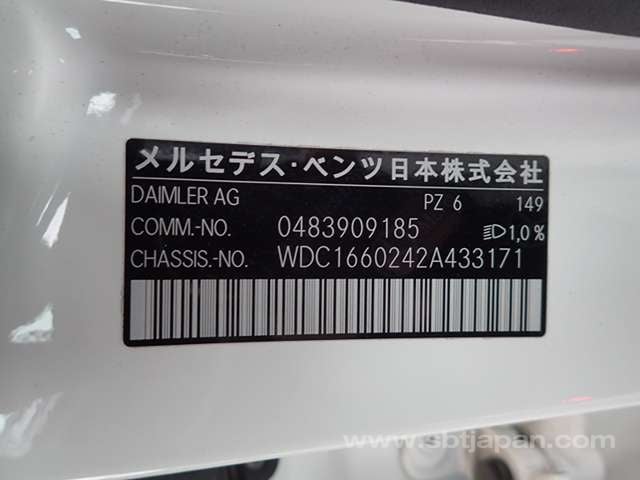 メルセデス・ベンツ日本株式会社
DAIMLER AG PZ 6 149
COMM.-NO. 0483909185 1,0%
CHASSIS.-NO. WDC1660242A433171
www.sbtjapan.com